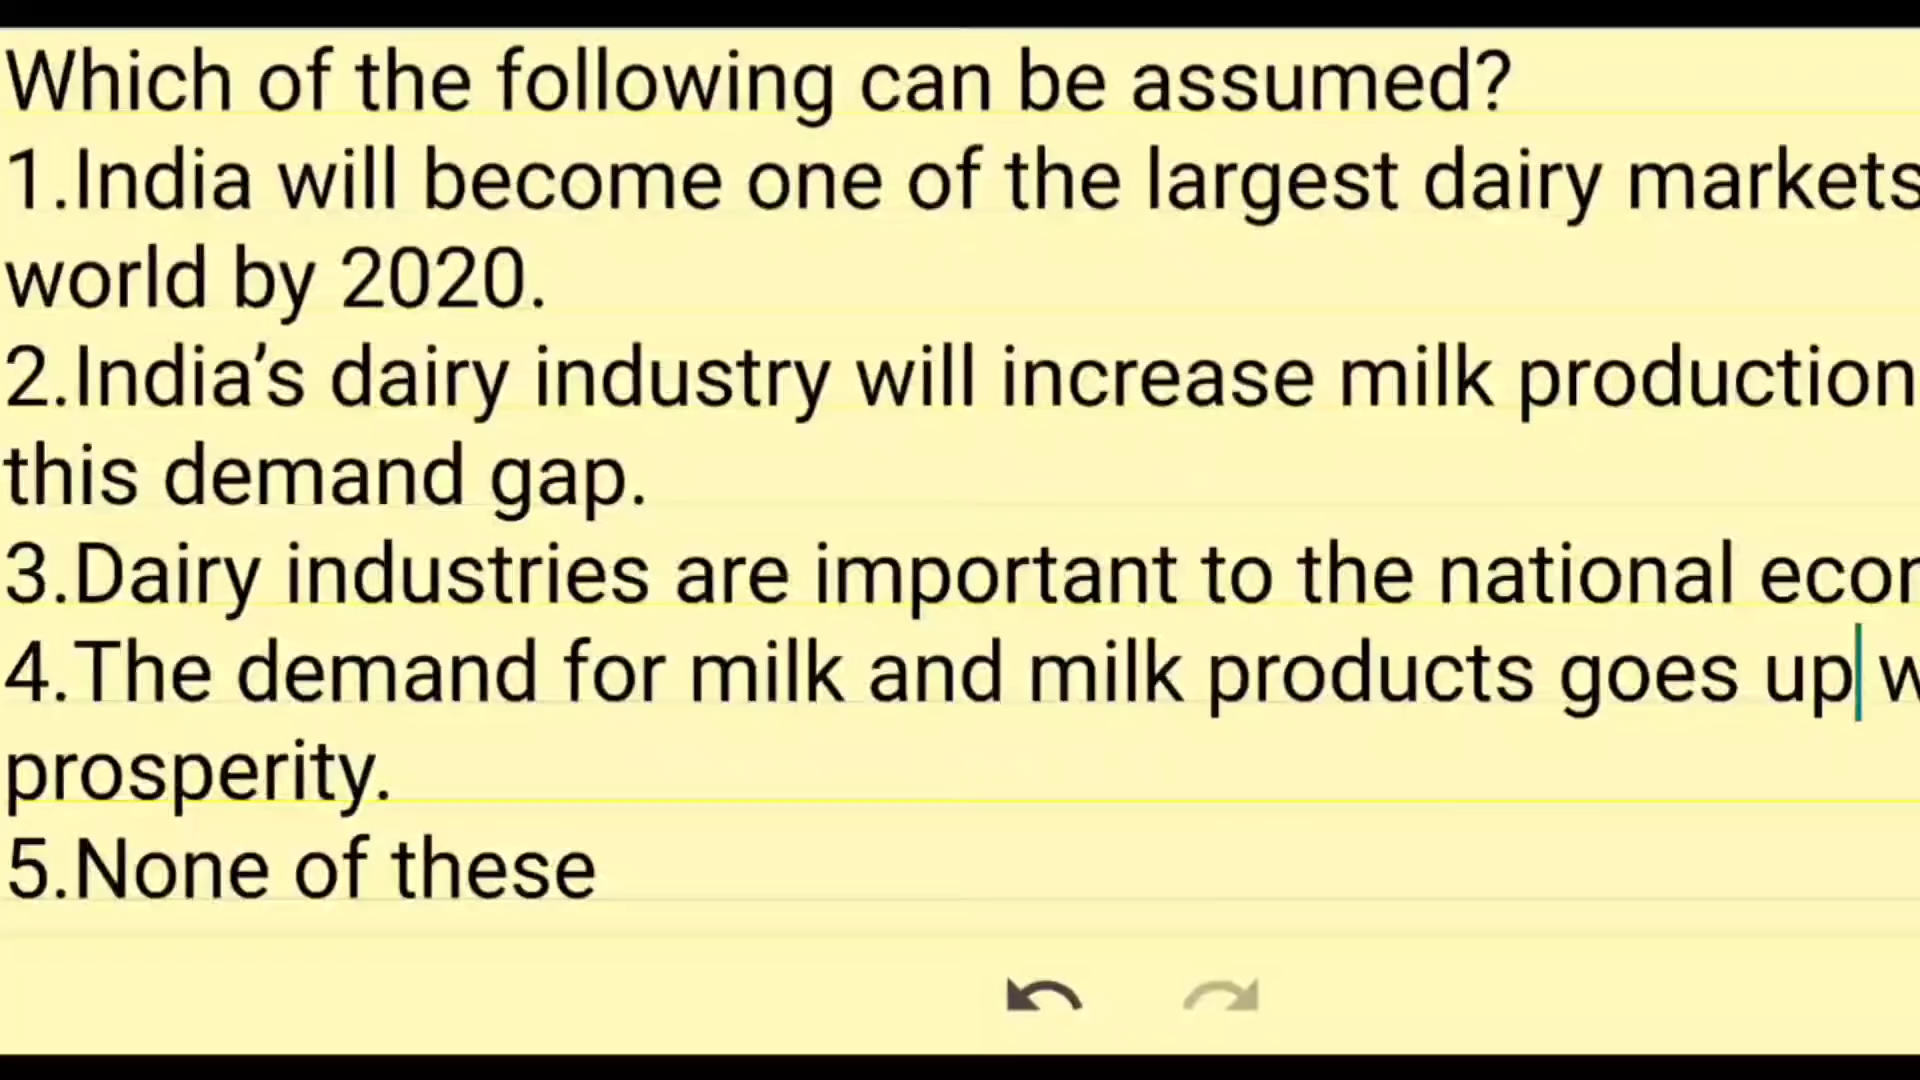 Which of the following can be assumed?
1.India will become one of the largest dairy markets
world by 2020.
2.India's dairy industry will increase milk production
this demand gap.
3.Dairy industries are important to the national
4.The demand for milk and milk products goes up
prosperity.
5.None of these